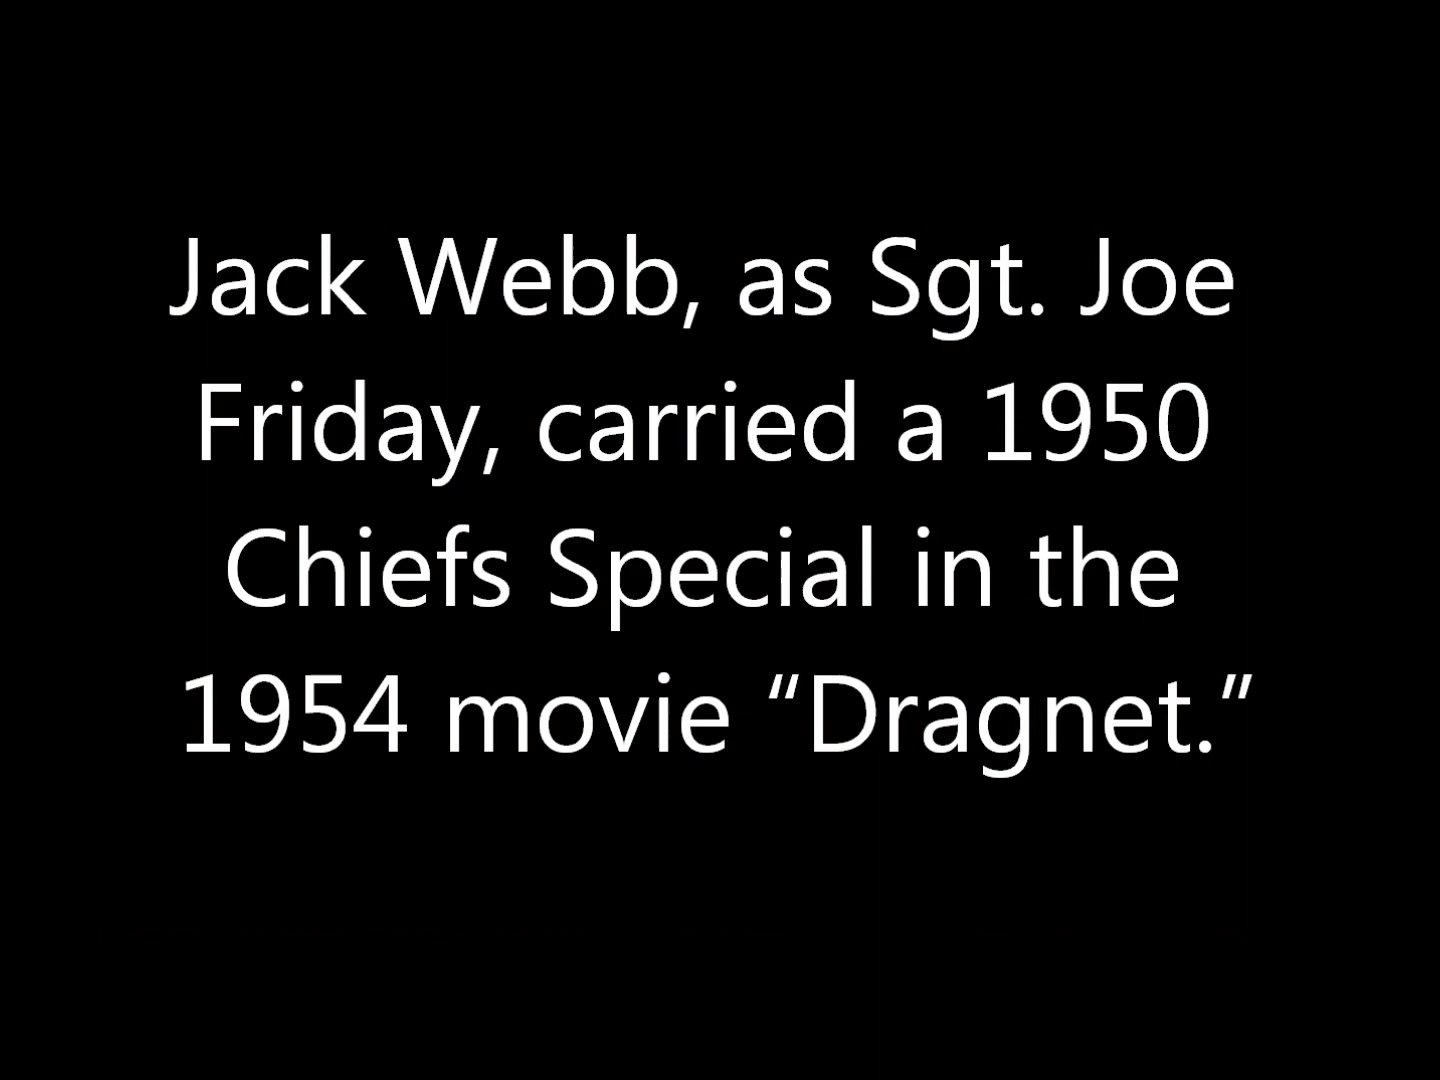 Jack Webb, as Sgt. Joe
Friday, carried a 1950
Chiefs Special in the
1954 movie “Dragnet.”